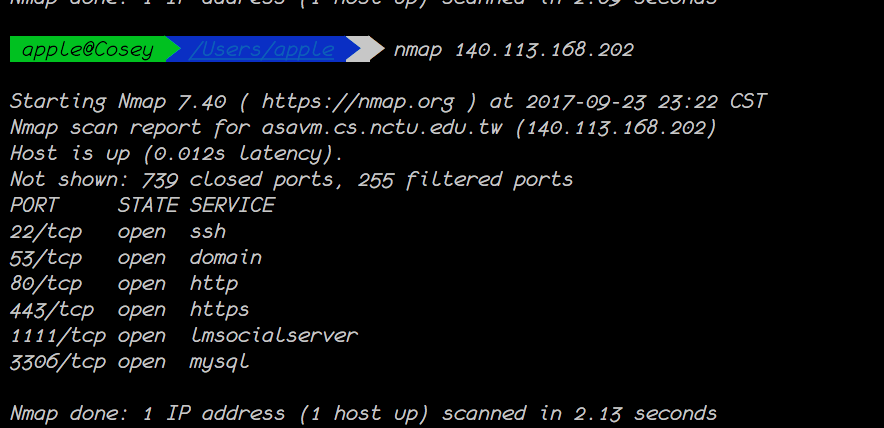 Nmap done: 1 IP address (1 host up) scanned in 2.09 seconds
apple@Cosey /Users/apple nmap 140.113.168.202
Starting Nmap 7.40 ( https://nmap.org ) at 2017-09-23 23:22 CST
Nmap scan report for asavm.cs.nctu.edu.tw (140.113.168.202)
Host is up (0.012s latency).
Not shown: 739 closed ports, 255 filtered ports
PORT     STATE SERVICE
22/tcp   open  ssh
53/tcp   open  domain
80/tcp   open  http
443/tcp  open  https
1111/tcp open  lmsocialserver
3306/tcp open  mysql
Nmap done: 1 IP address (1 host up) scanned in 2.13 seconds